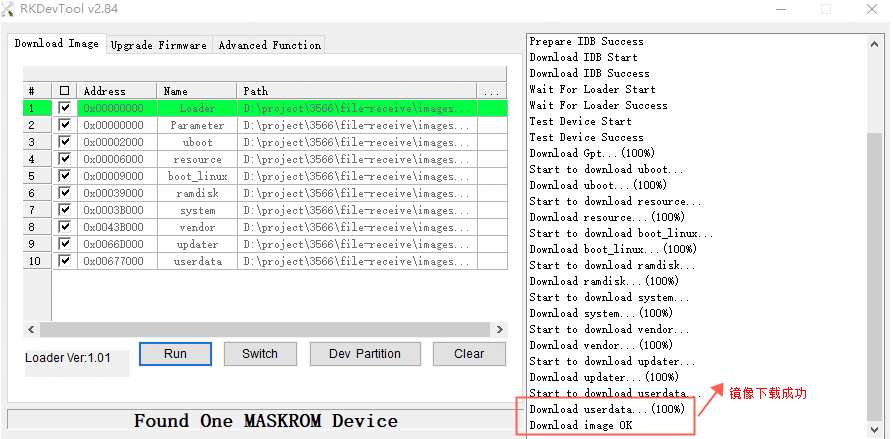 RKDevTool v2.84
Download Image Upgrade Firmware Advanced Function
# Address Name Path ...
1 0x00000000 Loader D:\project\3566\file-receive\images...
2 0x00000000 Parameter D:\project\3566\file-receive\images...
3 0x00002000 uboot D:\project\3566\file-receive\images...
4 0x00006000 resource D:\project\3566\file-receive\images...
5 0x00009000 boot_linux D:\project\3566\file-receive\images...
6 0x00039000 ramdisk D:\project\3566\file-receive\images...
7 0x0003B000 system D:\project\3566\file-receive\images...
8 0x0043B000 vendor D:\project\3566\file-receive\images...
9 0x0066D000 updater D:\project\3566\file-receive\images...
10 0x00677000 userdata D:\project\3566\file-receive\images...
Loader Ver:1.01 Run Switch Dev Partition Clear
Found One MASKROM Device
Prepare IDB Success
Download IDB Start
Download IDB Success
Wait For Loader Start
Wait For Loader Success
Test Device Start
Test Device Success
Download Gpt...(100%)
Start to download uboot...
Download uboot...(100%)
Start to download resource...
Download resource...(100%)
Start to download boot_linux...
Download boot_linux...(100%)
Start to download ramdisk...
Download ramdisk...(100%)
Start to download system...
Download system...(100%)
Start to download vendor...
Download vendor...(100%)
Start to download updater...
Download updater...(100%)
Start to download userdata...
Download userdata...(100%)
Download image OK
镜像下载成功